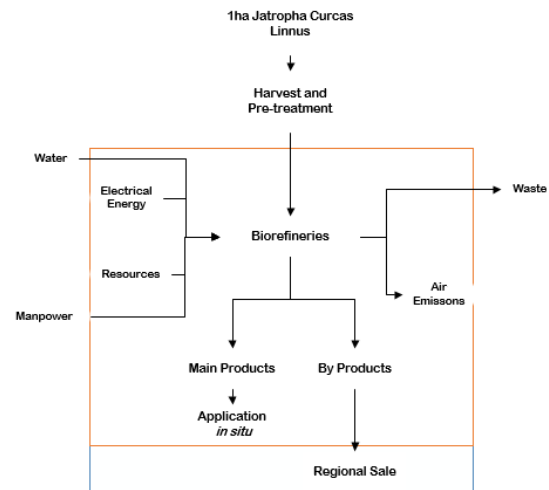 1ha Jatropha Curcas
Linnus
Harvest and
Pre-treatment
Water
Electrical
Energy
Waste
Biorefineries
Resources
Air
Emissons
Manpower
Main Products
By Products
Application
in situ
Regional Sale